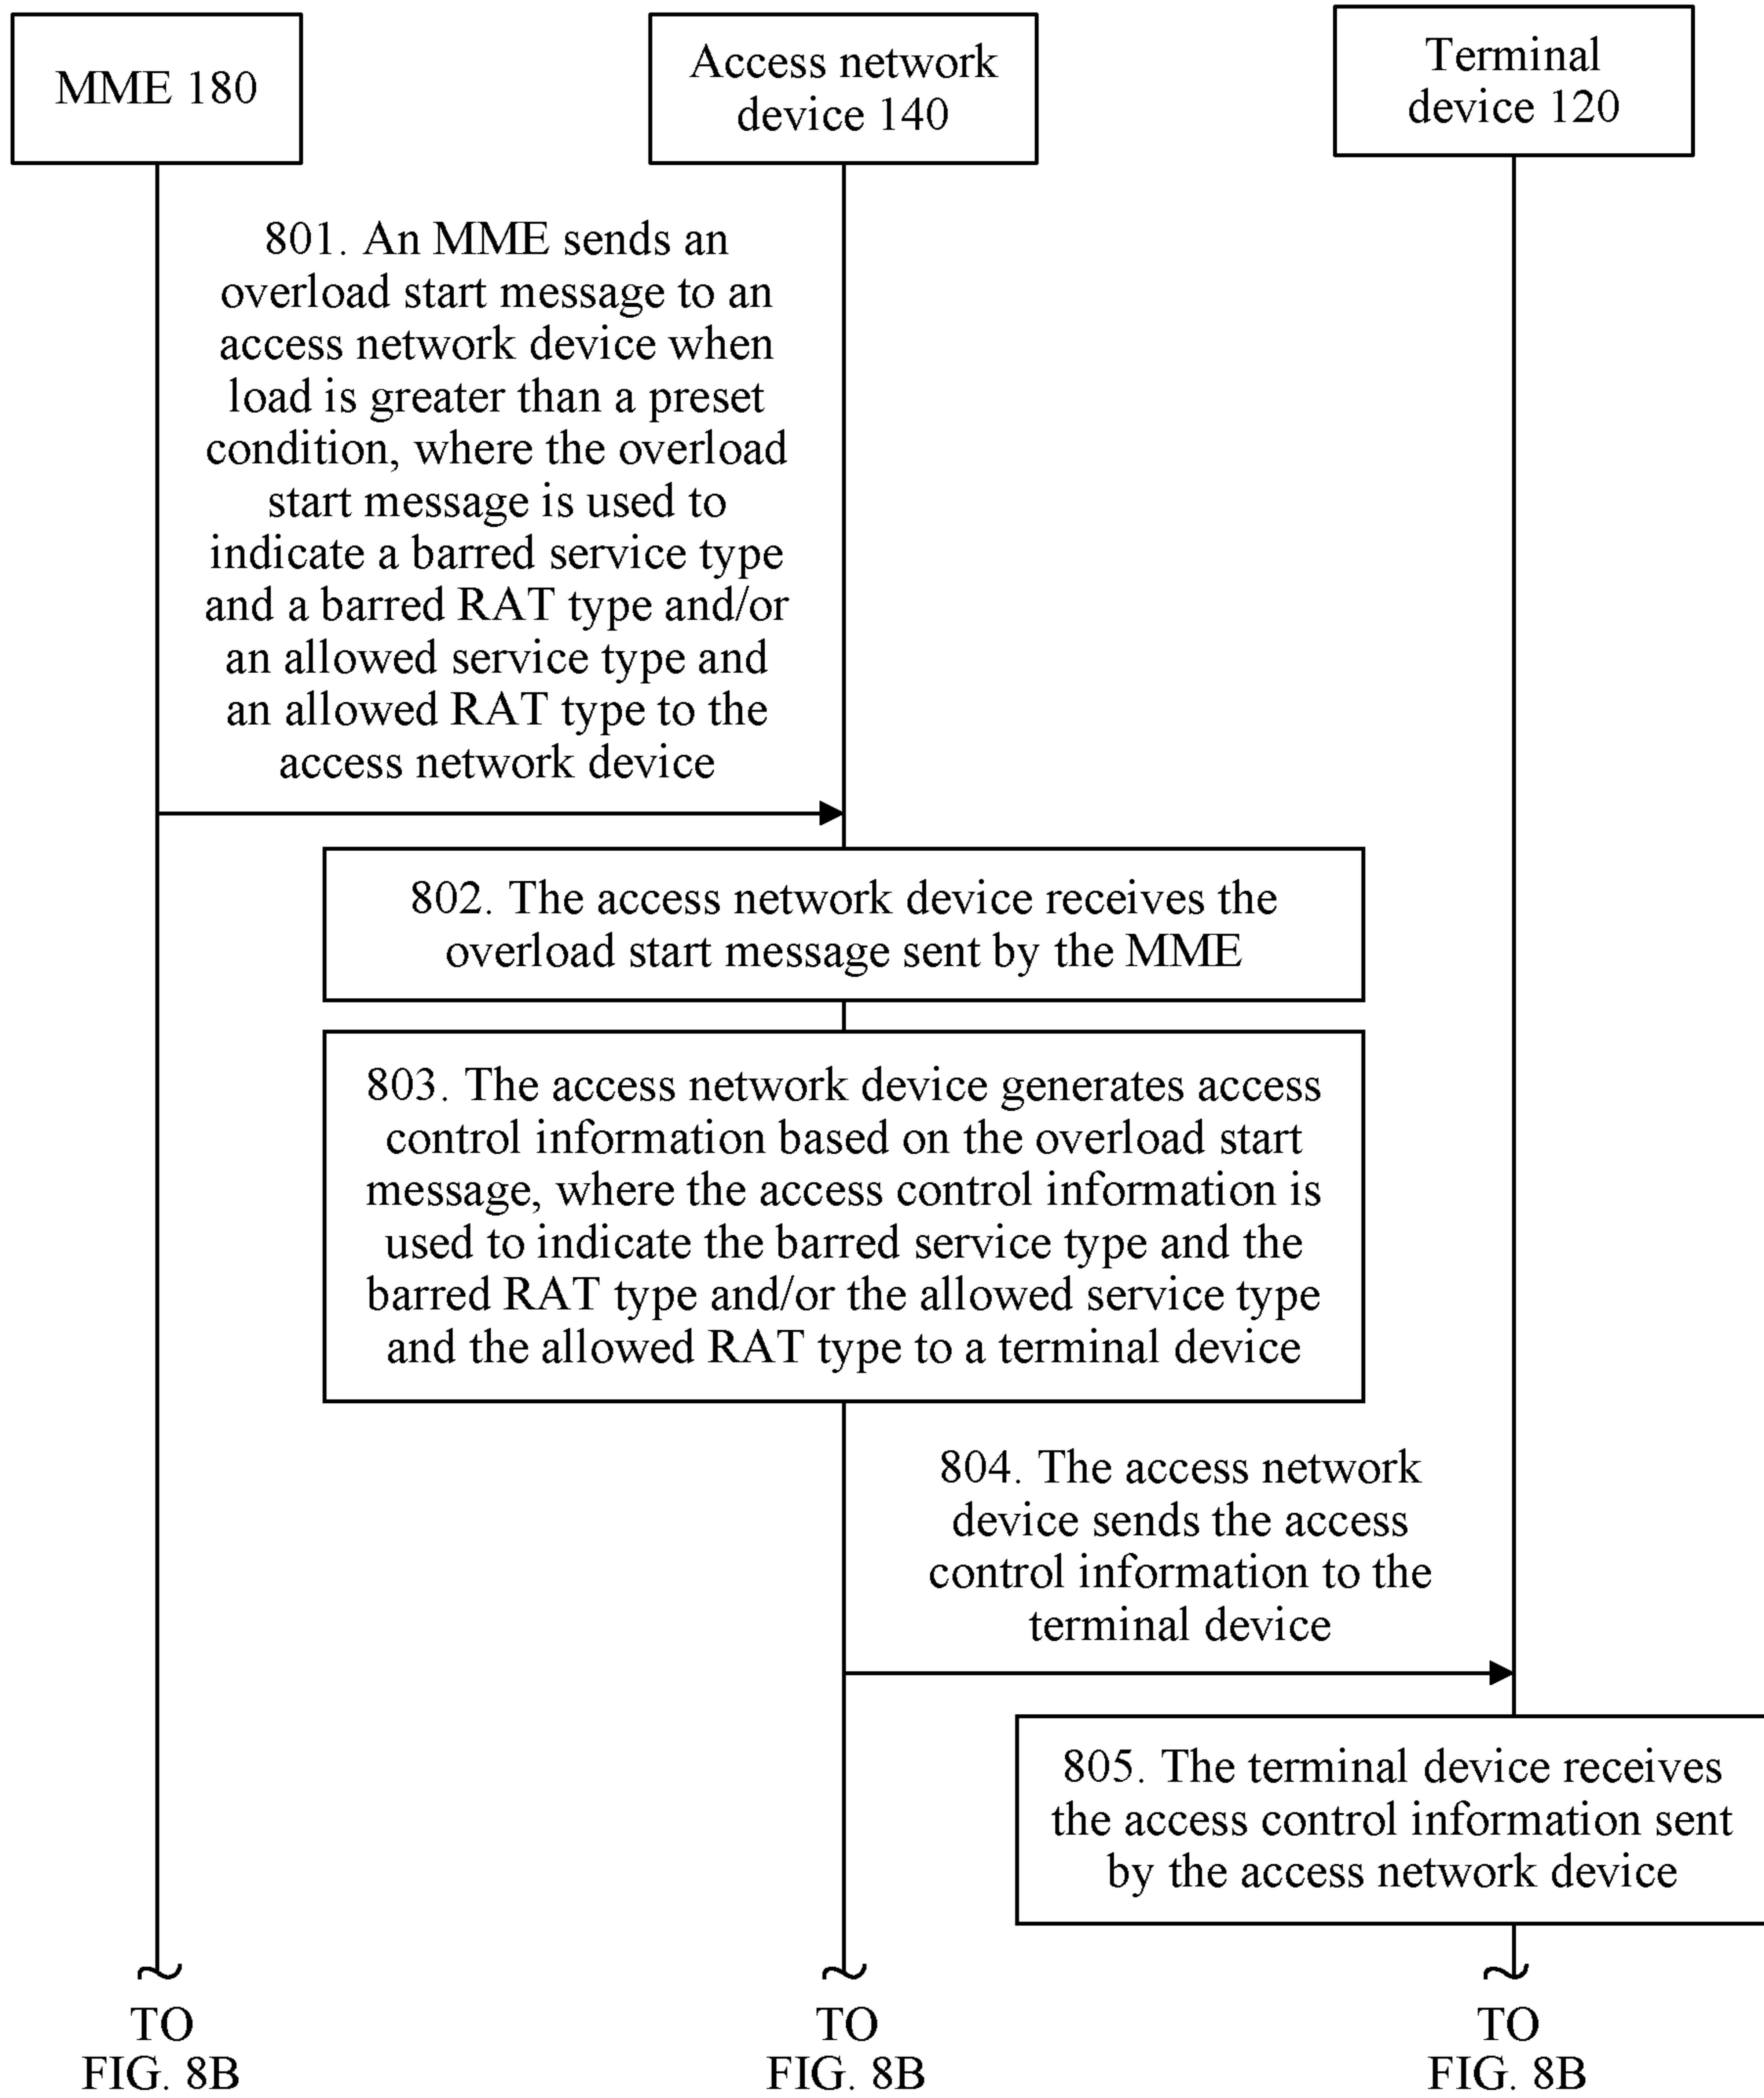 MME 180
Access network
device 140
Terminal
device 120
801. An MME sends an
overload start message to an
access network device when
load is greater than a preset
condition, where the overload
start message is used to
indicate a barred service type
and a barred RAT type and/or
an allowed service type and
an allowed RAT type to the
access network device
802. The access network device receives the
overload start message sent by the MME
803. The access network device generates access
control information based on the overload start
message, where the access control information is
used to indicate the barred service type and the
barred RAT type and/or the allowed service type
and the allowed RAT type to a terminal device
804. The access network
device sends the access
control information to the
terminal device
805. The terminal device receives
the access control information sent
by the access network device
TO
FIG. 8B
TO
FIG. 8B
TO
FIG. 8B